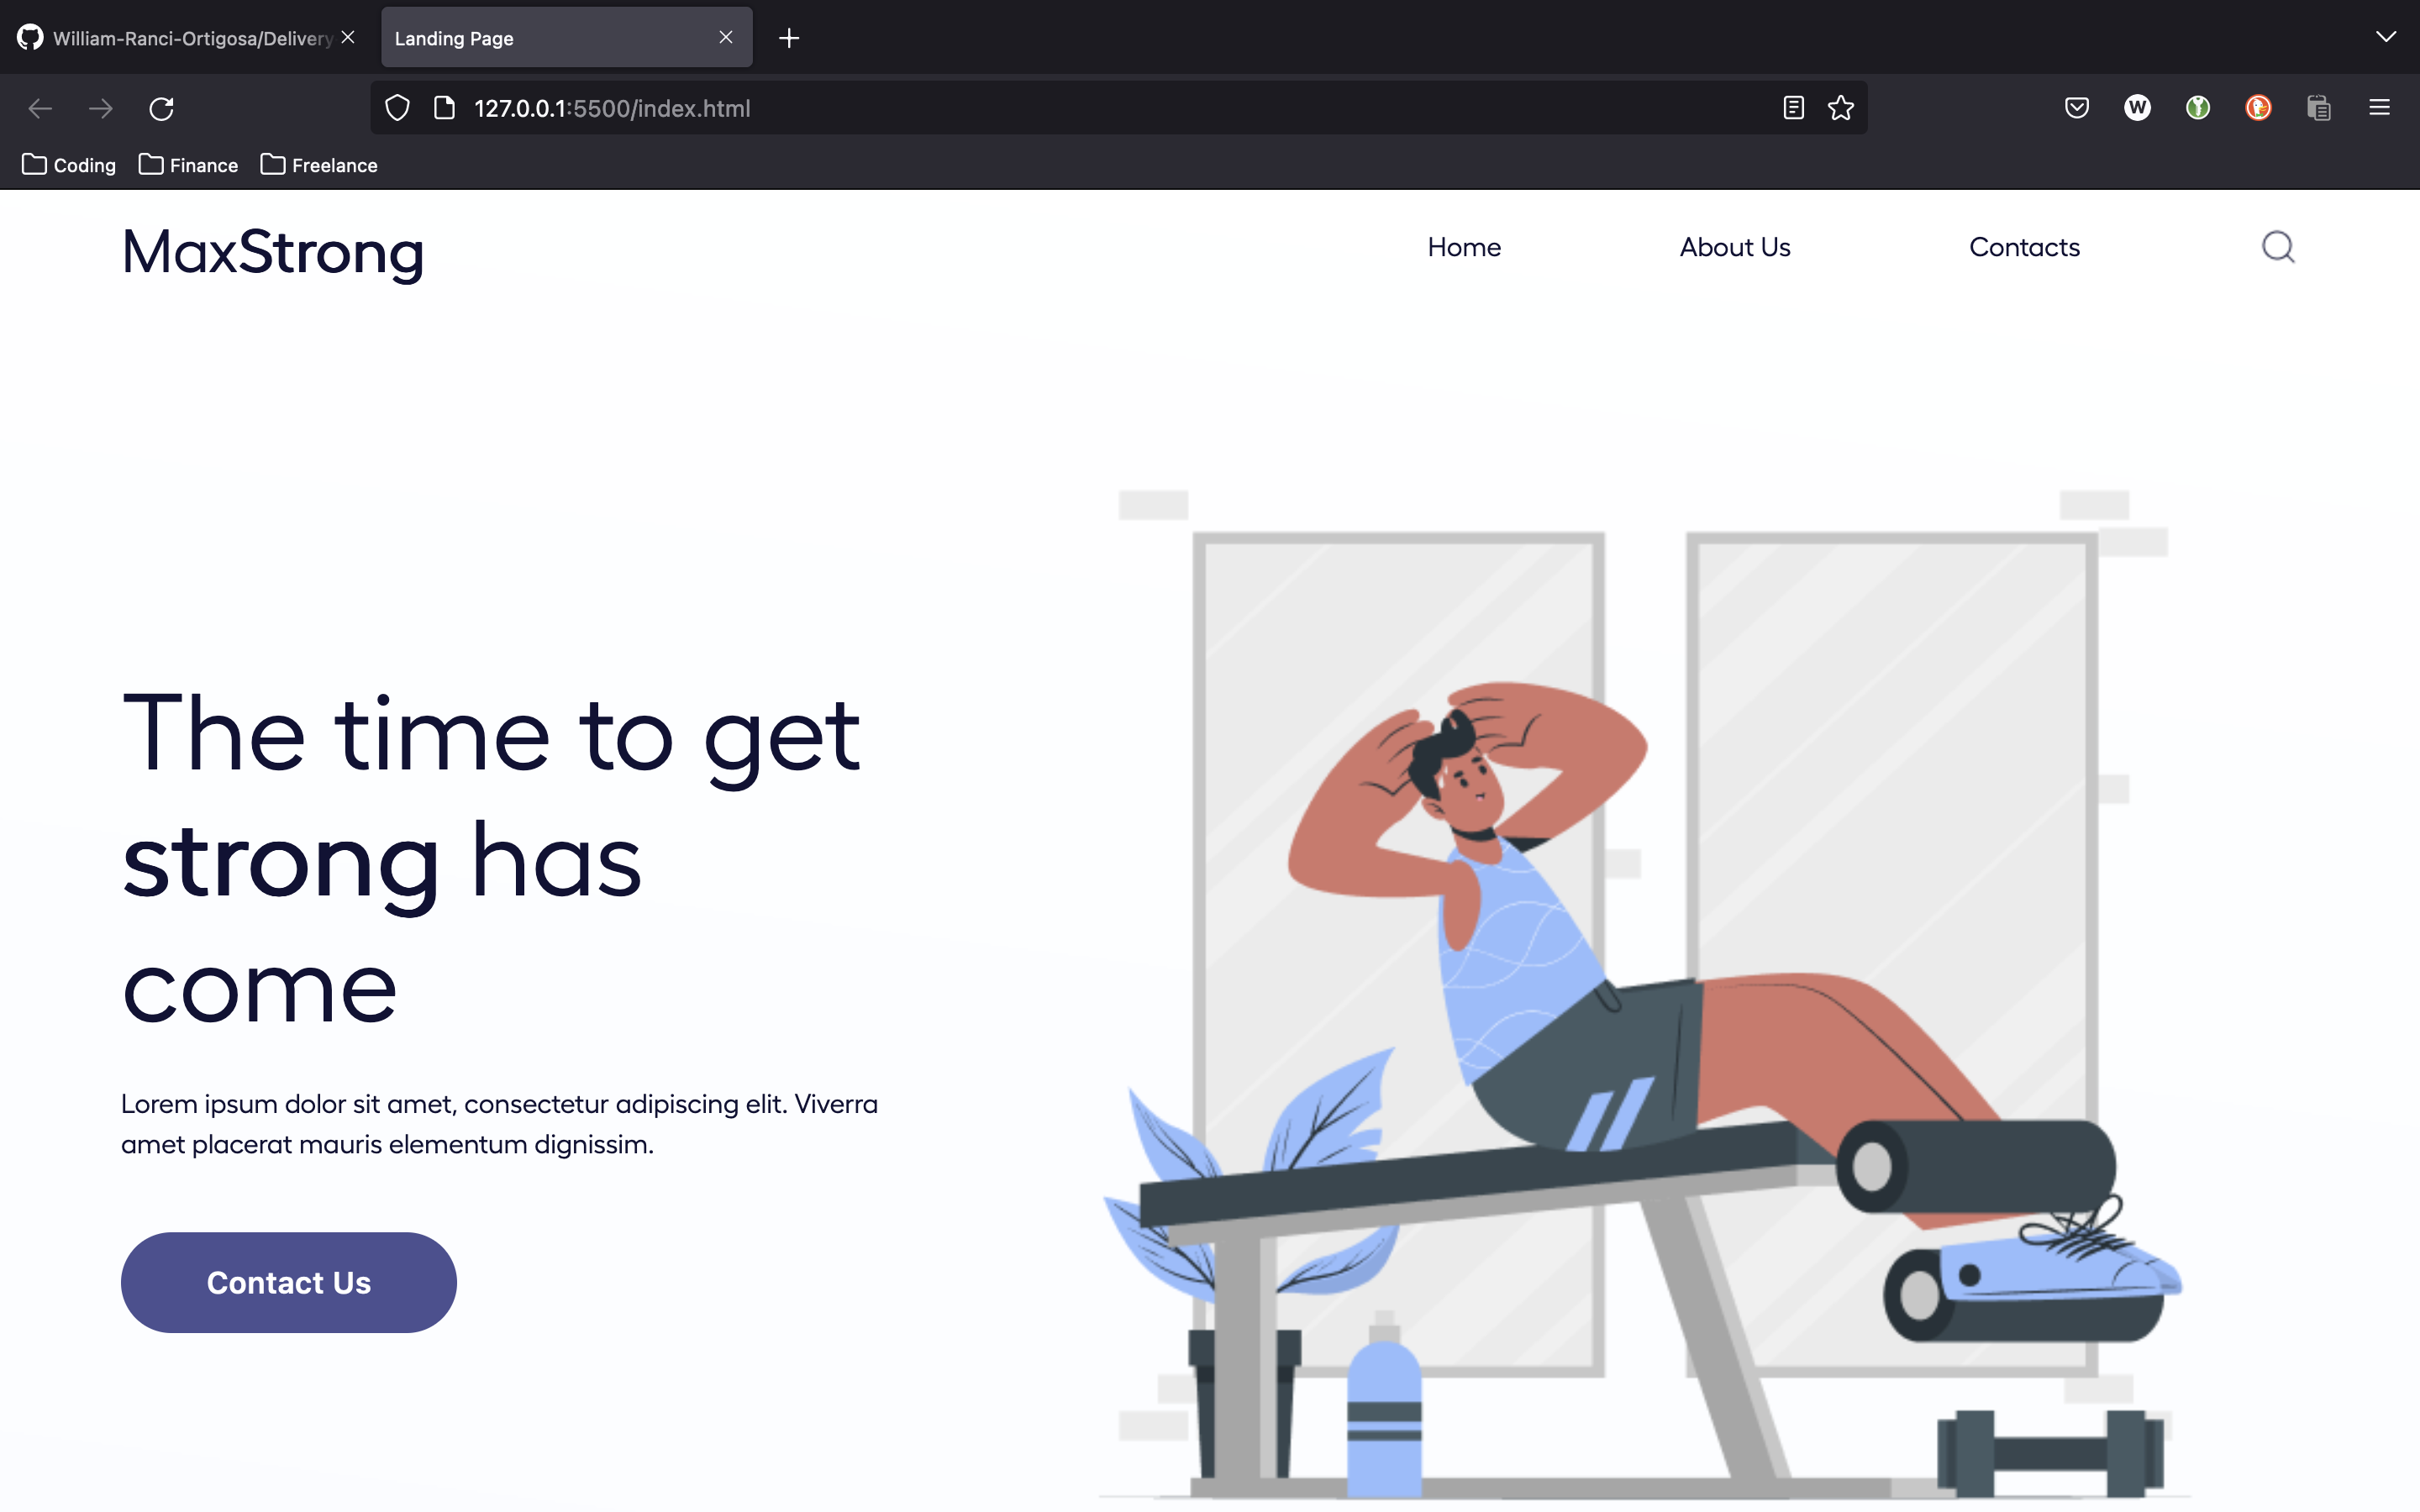 William-Ranci-Ortigosa/Delivery
Landing Page
127.0.0.1:5500/index.html
W
Coding
Finance
Freelance
MaxStrong
Home
About Us
Contacts
The time to get
strong has
come
Lorem ipsum dolor sit amet, consectetur adipiscing elit. Viverra
amet placerat mauris elementum dignissim.
Contact Us